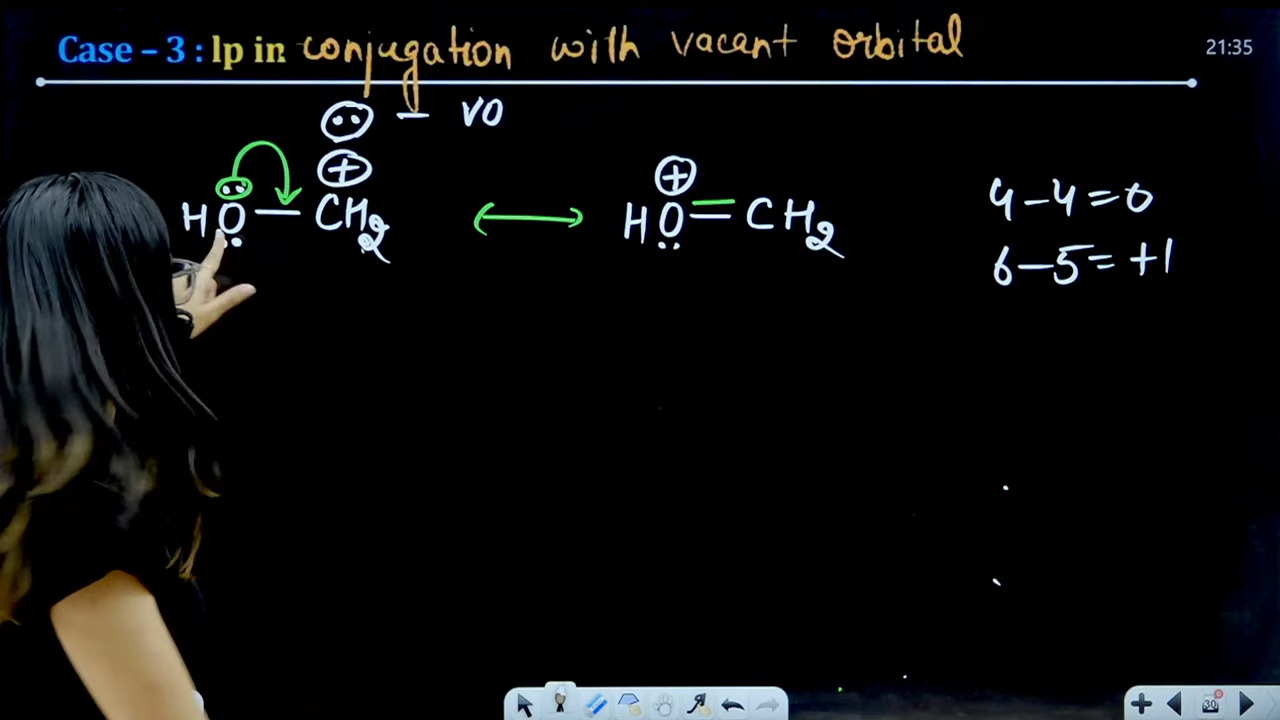 Case – 3 : lp in conjugation with vacant orbital
21:35
·· — VO
+
HO — CH2 ⟷ HO = CH2
+
4 – 4 = 0
6 – 5 = +1
30